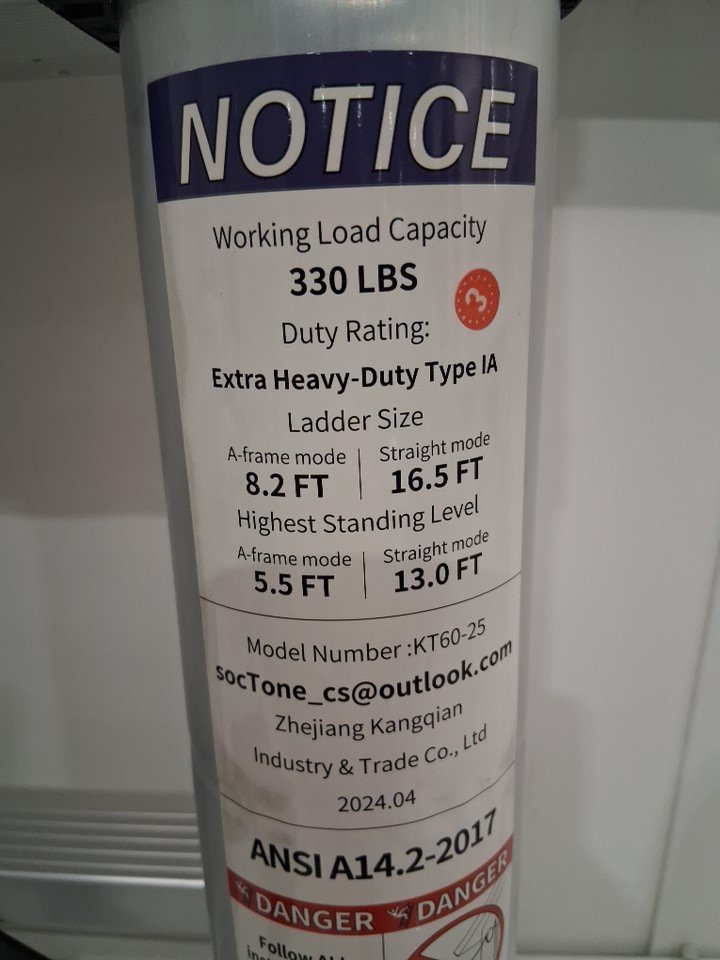 NOTICE
Working Load Capacity
330 LBS
3
Duty Rating:
Extra Heavy-Duty Type IA
Ladder Size
A-frame mode Straight mode
8.2 FT 16.5 FT
Highest Standing Level
A-frame mode Straight mode
5.5 FT 13.0 FT
Model Number :KT60-25
socTone_cs@outlook.com
Zhejiang Kangqian
Industry & Trade Co., Ltd
2024.04
ANSI A14.2-2017
DANGER DANGER
Follow